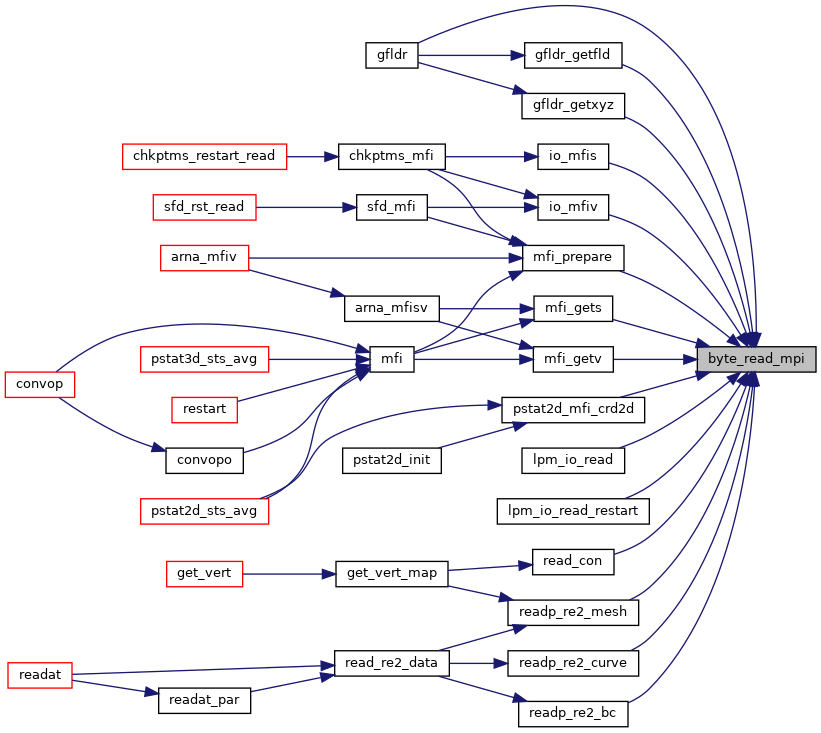 gfldr
gfldr_getfld
gfldr_getxyz
chkptms_restart_read
chkptms_mfi
io_mfis
sfd_rst_read
sfd_mfi
io_mfiv
arna_mfiv
mfi_prepare
arna_mfisv
mfi_gets
convop
pstat3d_sts_avg
mfi
mfi_getv
byte_read_mpi
restart
pstat2d_mfi_crd2d
convopo
pstat2d_init
lpm_io_read
pstat2d_sts_avg
lpm_io_read_restart
get_vert
get_vert_map
read_con
readp_re2_mesh
readat
read_re2_data
readp_re2_curve
readat_par
readp_re2_bc